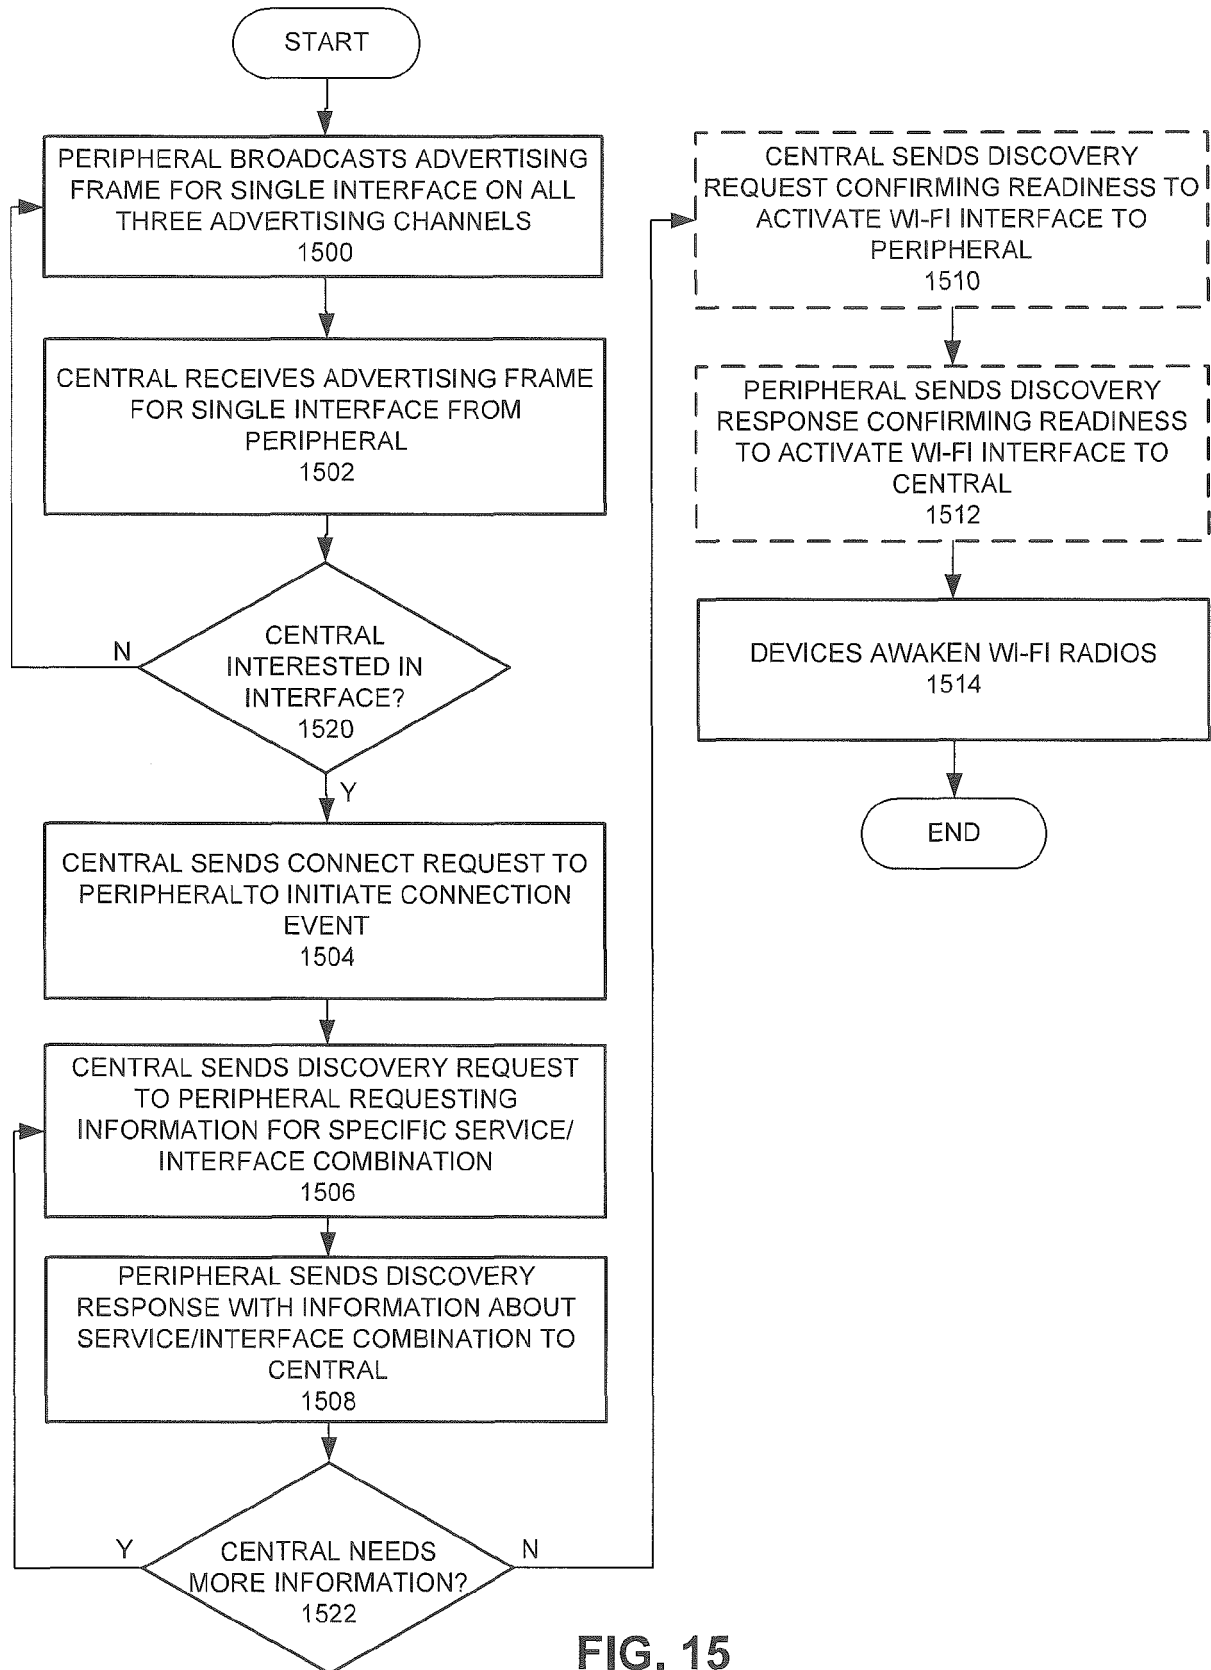 START
PERIPHERAL BROADCASTS ADVERTISING
FRAME FOR SINGLE INTERFACE ON ALL
THREE ADVERTISING CHANNELS
1500
CENTRAL RECEIVES ADVERTISING FRAME
FOR SINGLE INTERFACE FROM
PERIPHERAL
1502
CENTRAL
INTERESTED IN
INTERFACE?
1520
N
Y
CENTRAL SENDS CONNECT REQUEST TO
PERIPHERALTO INITIATE CONNECTION
EVENT
1504
CENTRAL SENDS DISCOVERY REQUEST
TO PERIPHERAL REQUESTING
INFORMATION FOR SPECIFIC SERVICE/
INTERFACE COMBINATION
1506
PERIPHERAL SENDS DISCOVERY
RESPONSE WITH INFORMATION ABOUT
SERVICE/INTERFACE COMBINATION TO
CENTRAL
1508
Y
N
CENTRAL NEEDS
MORE INFORMATION?
1522
CENTRAL SENDS DISCOVERY
REQUEST CONFIRMING READINESS TO
ACTIVATE WI-FI INTERFACE TO
PERIPHERAL
1510
PERIPHERAL SENDS DISCOVERY
RESPONSE CONFIRMING READINESS
TO ACTIVATE WI-FI INTERFACE TO
CENTRAL
1512
DEVICES AWAKEN WI-FI RADIOS
1514
END
FIG. 15